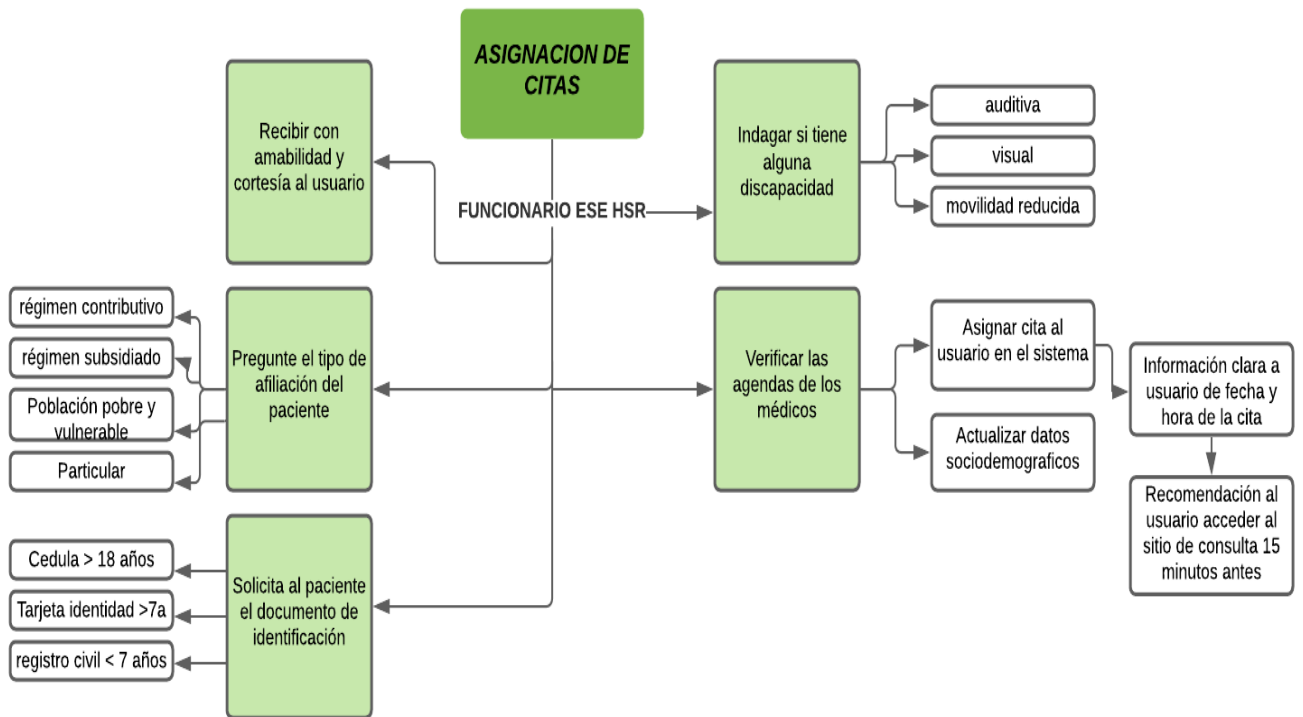 ASIGNACION DE
CITAS
Recibir con
amabilidad y
cortesía al usuario
FUNCIONARIO ESE HSR
Indagar si tiene
alguna
discapacidad
auditiva
visual
movilidad reducida
régimen contributivo
régimen subsidiado
Población pobre y
vulnerable
Particular
Pregunte el tipo de
afiliación del
paciente
Verificar las
agendas de los
médicos
Asignar cita al
usuario en el sistema
Actualizar datos
sociodemograficos
Información clara a
usuario de fecha y
hora de la cita
Recomendación al
usuario acceder al
sitio de consulta 15
minutos antes
Cedula > 18 años
Tarjeta identidad >7a
registro civil < 7 años
Solicita al paciente
el documento de
identificación